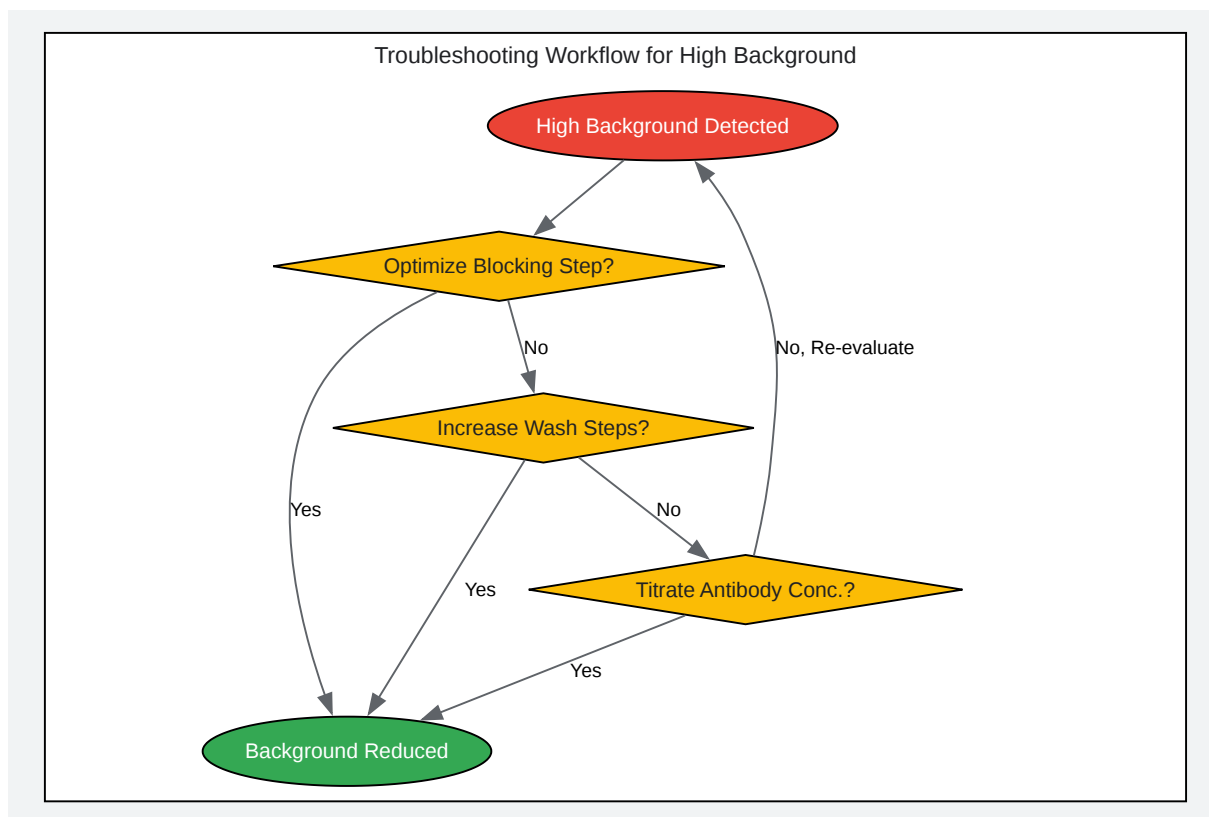 Troubleshooting Workflow for High Background
High Background Detected
Optimize Blocking Step?
No
No, Re-evaluate
Increase Wash Steps?
Yes
No
Yes
Titrate Antibody Conc.?
Yes
Background Reduced